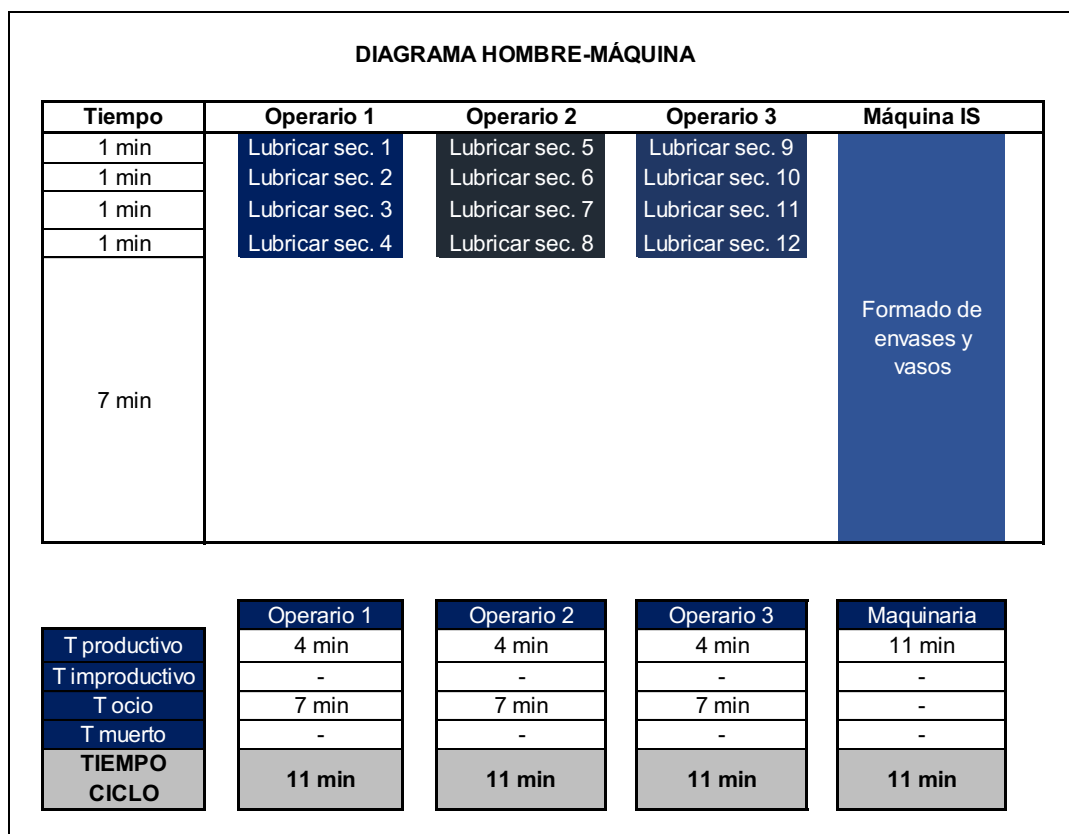 DIAGRAMA HOMBRE-MÁQUINA
Tiempo Operario 1 Operario 2 Operario 3 Máquina IS
1 min Lubricar sec. 1 Lubricar sec. 5 Lubricar sec. 9
1 min Lubricar sec. 2 Lubricar sec. 6 Lubricar sec. 10
1 min Lubricar sec. 3 Lubricar sec. 7 Lubricar sec. 11
1 min Lubricar sec. 4 Lubricar sec. 8 Lubricar sec. 12
7 min
Formado de
envases y
vasos
Operario 1 Operario 2 Operario 3 Maquinaria
T productivo 4 min 4 min 4 min 11 min
T improductivo - - - -
T ocio 7 min 7 min 7 min -
T muerto - - - -
TIEMPO
CICLO
11 min 11 min 11 min 11 min